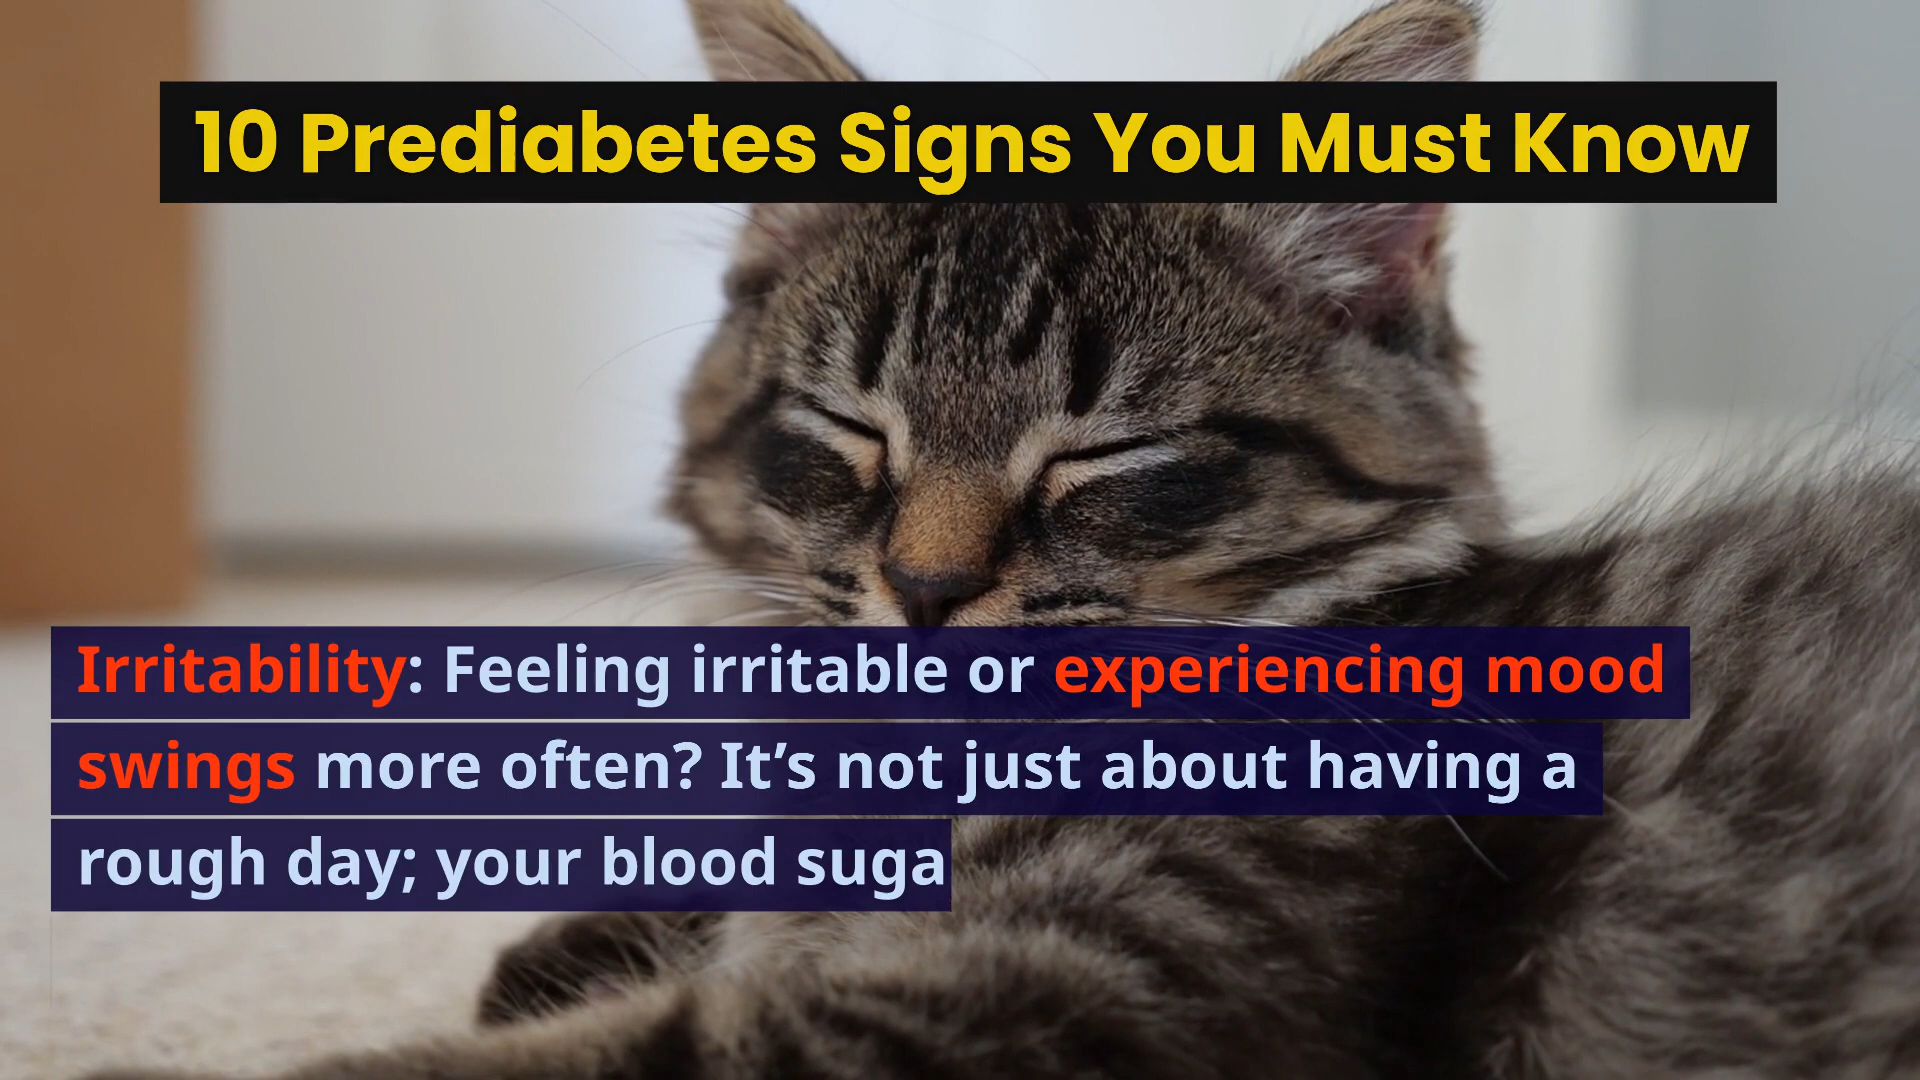 10 Prediabetes Signs You Must Know
Irritability: Feeling irritable or experiencing mood
swings more often? It’s not just about having a
rough day; your blood suga